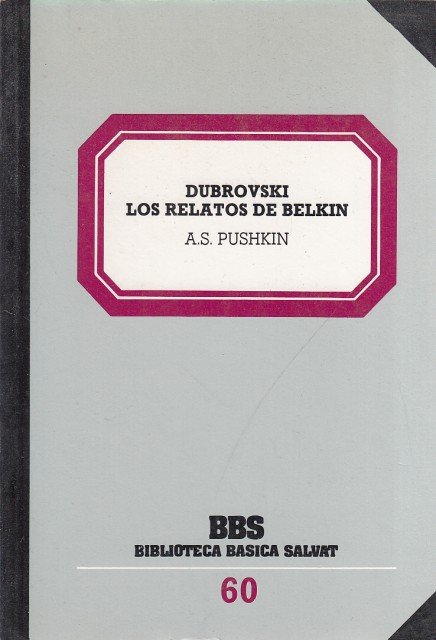 DUBROVSKI
LOS RELATOS DE BELKIN
A.S. PUSHKIN
BBS
BIBLIOTECA BASICA SALVAT
60